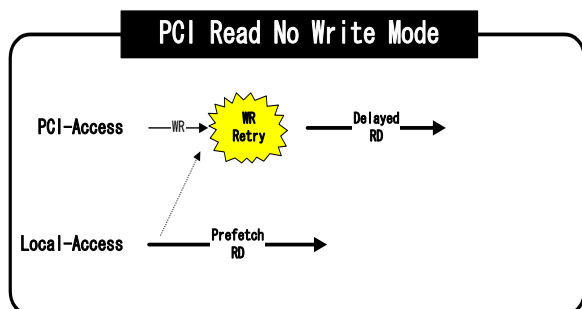 PCI Read No Write Mode
PCI-Access
WR
WR
Retry
Delayed
RD
Local-Access
Prefetch
RD